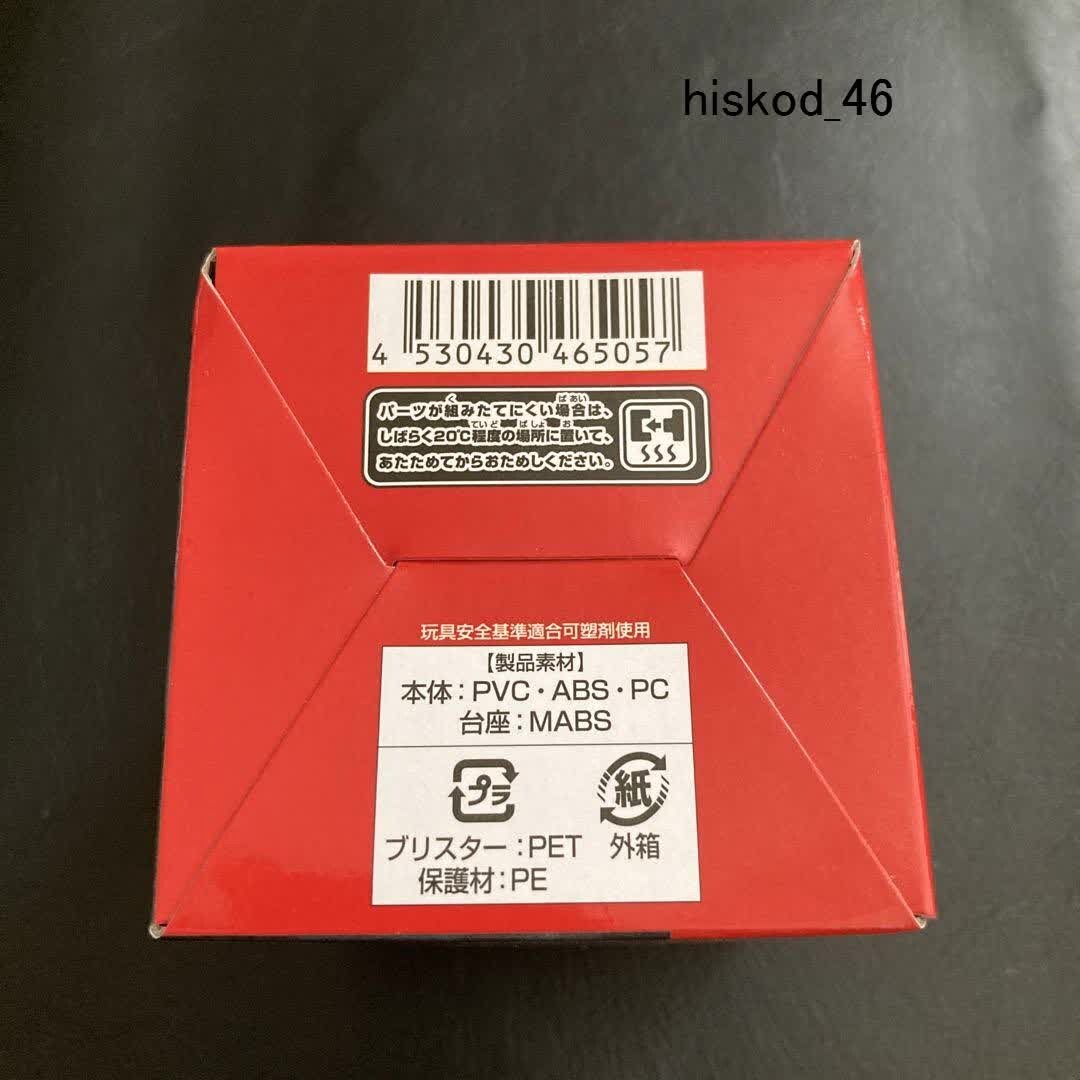 hiskod_46
4 530430 465057
パーツが組みたてにくい場合は、
しばらく20℃程度の場所に置いて、
あたためてからおためしください。
玩具安全基準適合可塑剤使用
【製品素材】
本体：PVC・ABS・PC
台座：MABS
プラ
紙
ブリスター：PET 外箱
保護材：PE